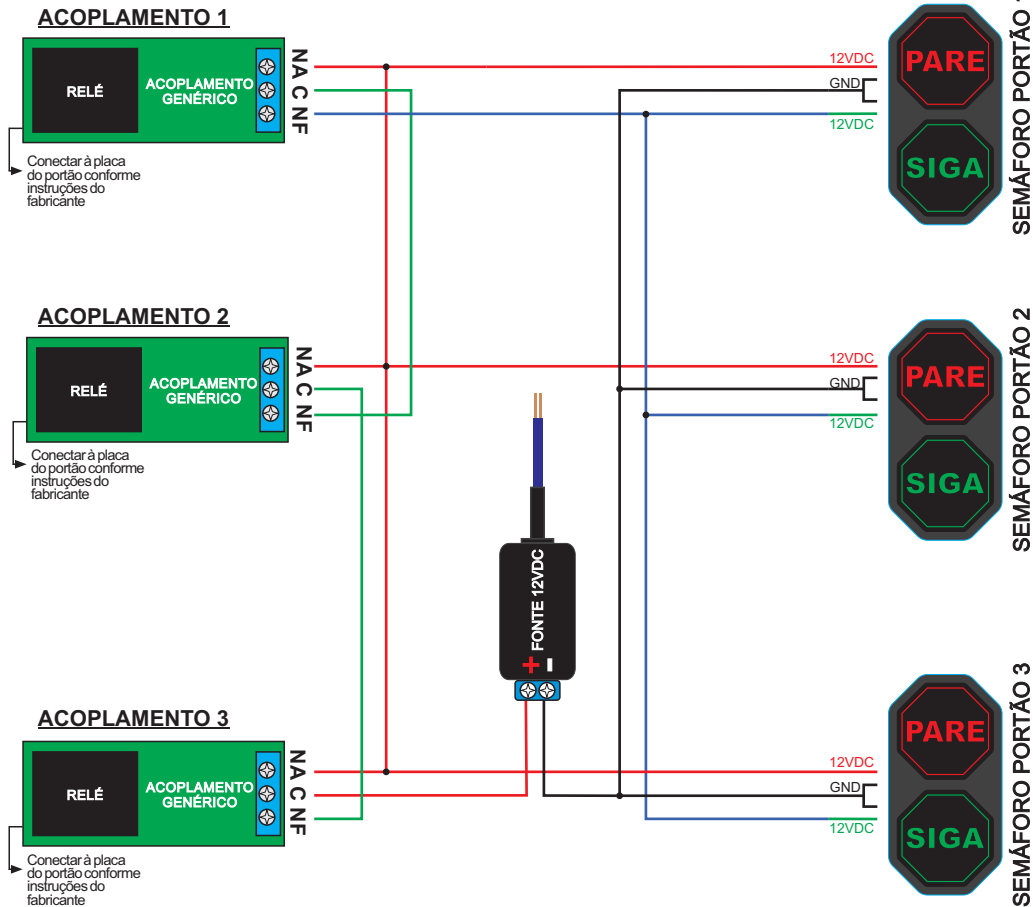 ACOPLAMENTO 1
RELÉ
ACOPLAMENTO
GENÉRICO
NA C NF
Conectar à placa
do portão conforme
instruções do
fabricante
12VDC
GND
12VDC
PARE
SIGA
SEMÁFORO PORTÃO
ACOPLAMENTO 2
RELÉ
ACOPLAMENTO
GENÉRICO
NA C NF
Conectar à placa
do portão conforme
instruções do
fabricante
12VDC
GND
12VDC
PARE
SIGA
SEMÁFORO PORTÃO 2
FONTE 12VDC
+ -
ACOPLAMENTO 3
RELÉ
ACOPLAMENTO
GENÉRICO
NA C NF
Conectar à placa
do portão conforme
instruções do
fabricante
12VDC
GND
12VDC
PARE
SIGA
SEMÁFORO PORTÃO 3